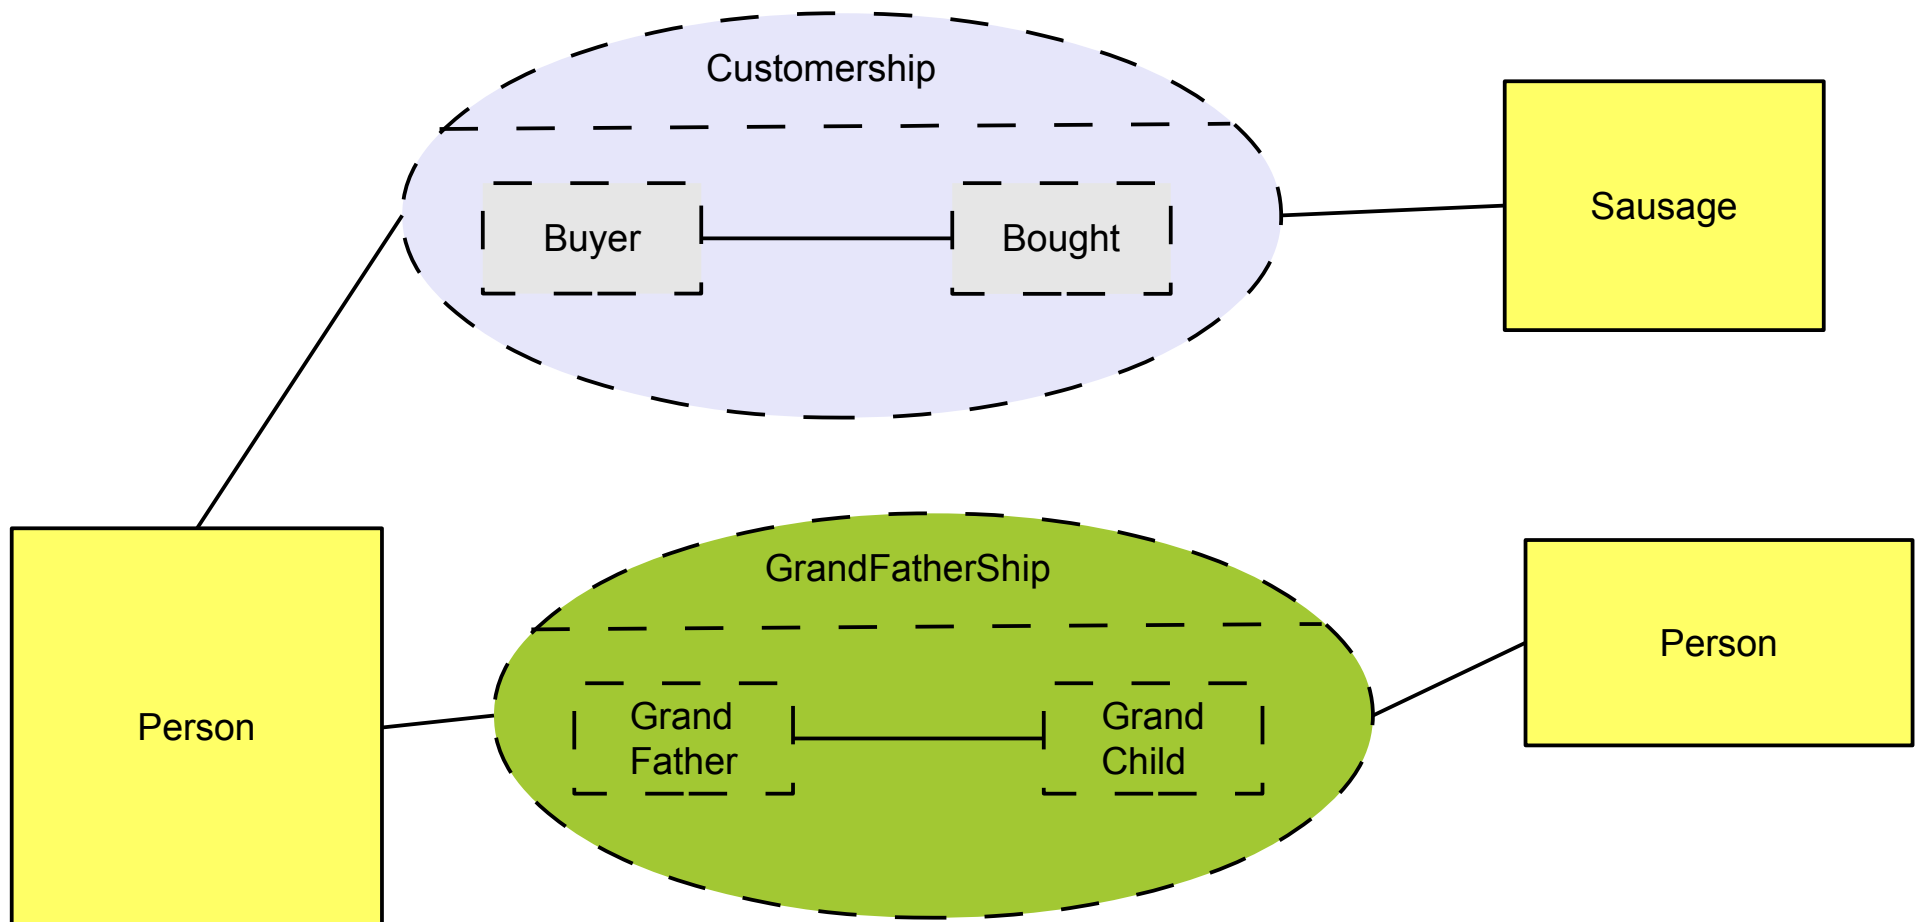 Customership
Buyer
Bought
Sausage
GrandFatherShip
Grand
Father
Grand
Child
Person
Person